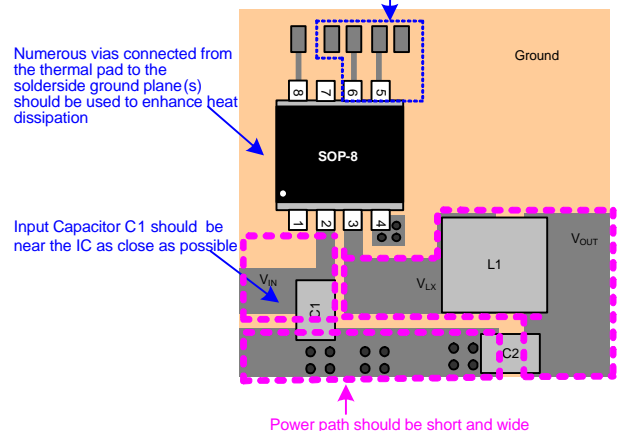 Numerous vias connected from
the thermal pad to the
solderside ground plane(s)
should be used to enhance heat
dissipation
Ground
8
7
6
5
SOP-8
1
2
3
4
Input Capacitor C1 should be
near the IC as close as possible
VIN
C1
VLX
L1
VOUT
C2
Power path should be short and wide